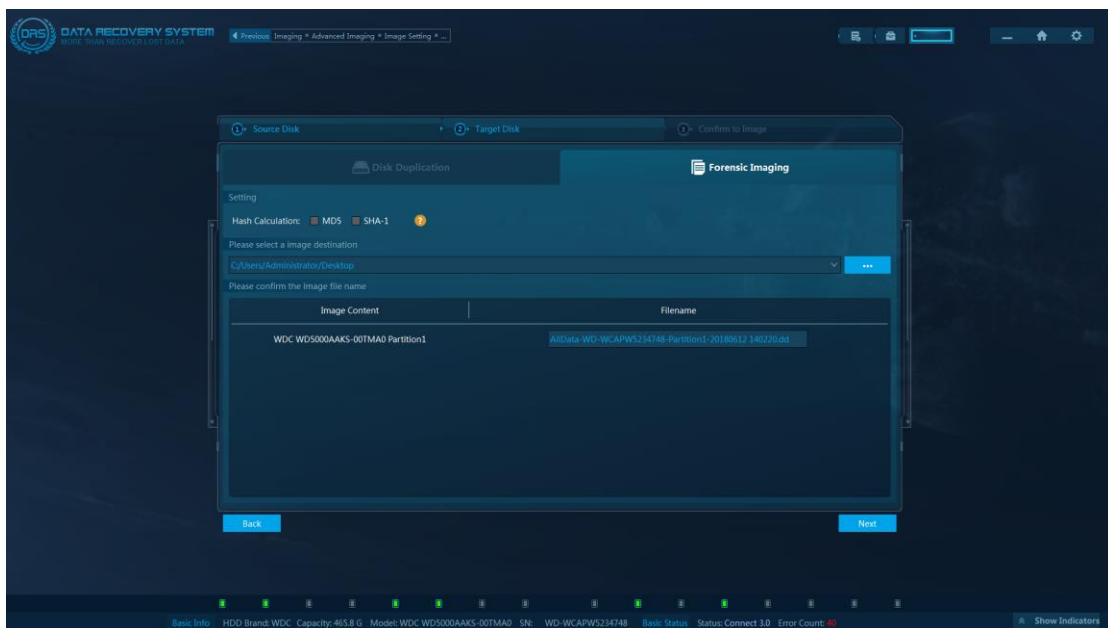 DRS DATA RECOVERY SYSTEM
MORE THAN RECOVER LOST DATA
Previous Imaging * Advanced Imaging * Image Setting * ...
1 Source Disk 2 Target Disk 3 Confirm to Image
Disk Duplication Forensic Imaging
Setting
Hash Calculation: MD5 SHA-1 ?
Please select a image destination
C:/Users/Administrator/Desktop ...
Please confirm the image file name
Image Content Filename
WDC WD5000AAKS-00TMA0 Partition1 AllData-WD-WCAPW5234748-Partition1-20180612 140220.dd
Back Next
Basic Info HDD Brand: WDC Capacity: 465.8 G Model: WDC WD5000AAKS-00TMA0 SN: WD-WCAPW5234748 Basic Status Status: Connect 3.0 Error Count: 40 Show Indicators